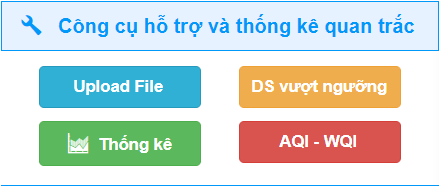 Công cụ hỗ trợ và thống kê quan trắc
Upload File
DS vượt ngưỡng
Thống kê
AQI - WQI